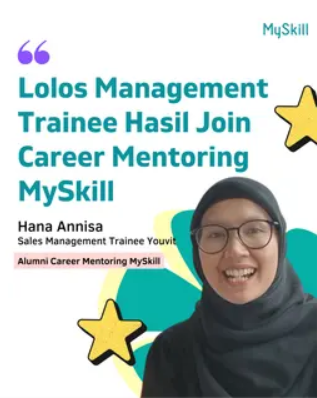 MySkill
Lolos Management
Trainee Hasil Join
Career Mentoring
MySkill
Hana Annisa
Sales Management Trainee Youvit
Alumni Career Mentoring MySkill